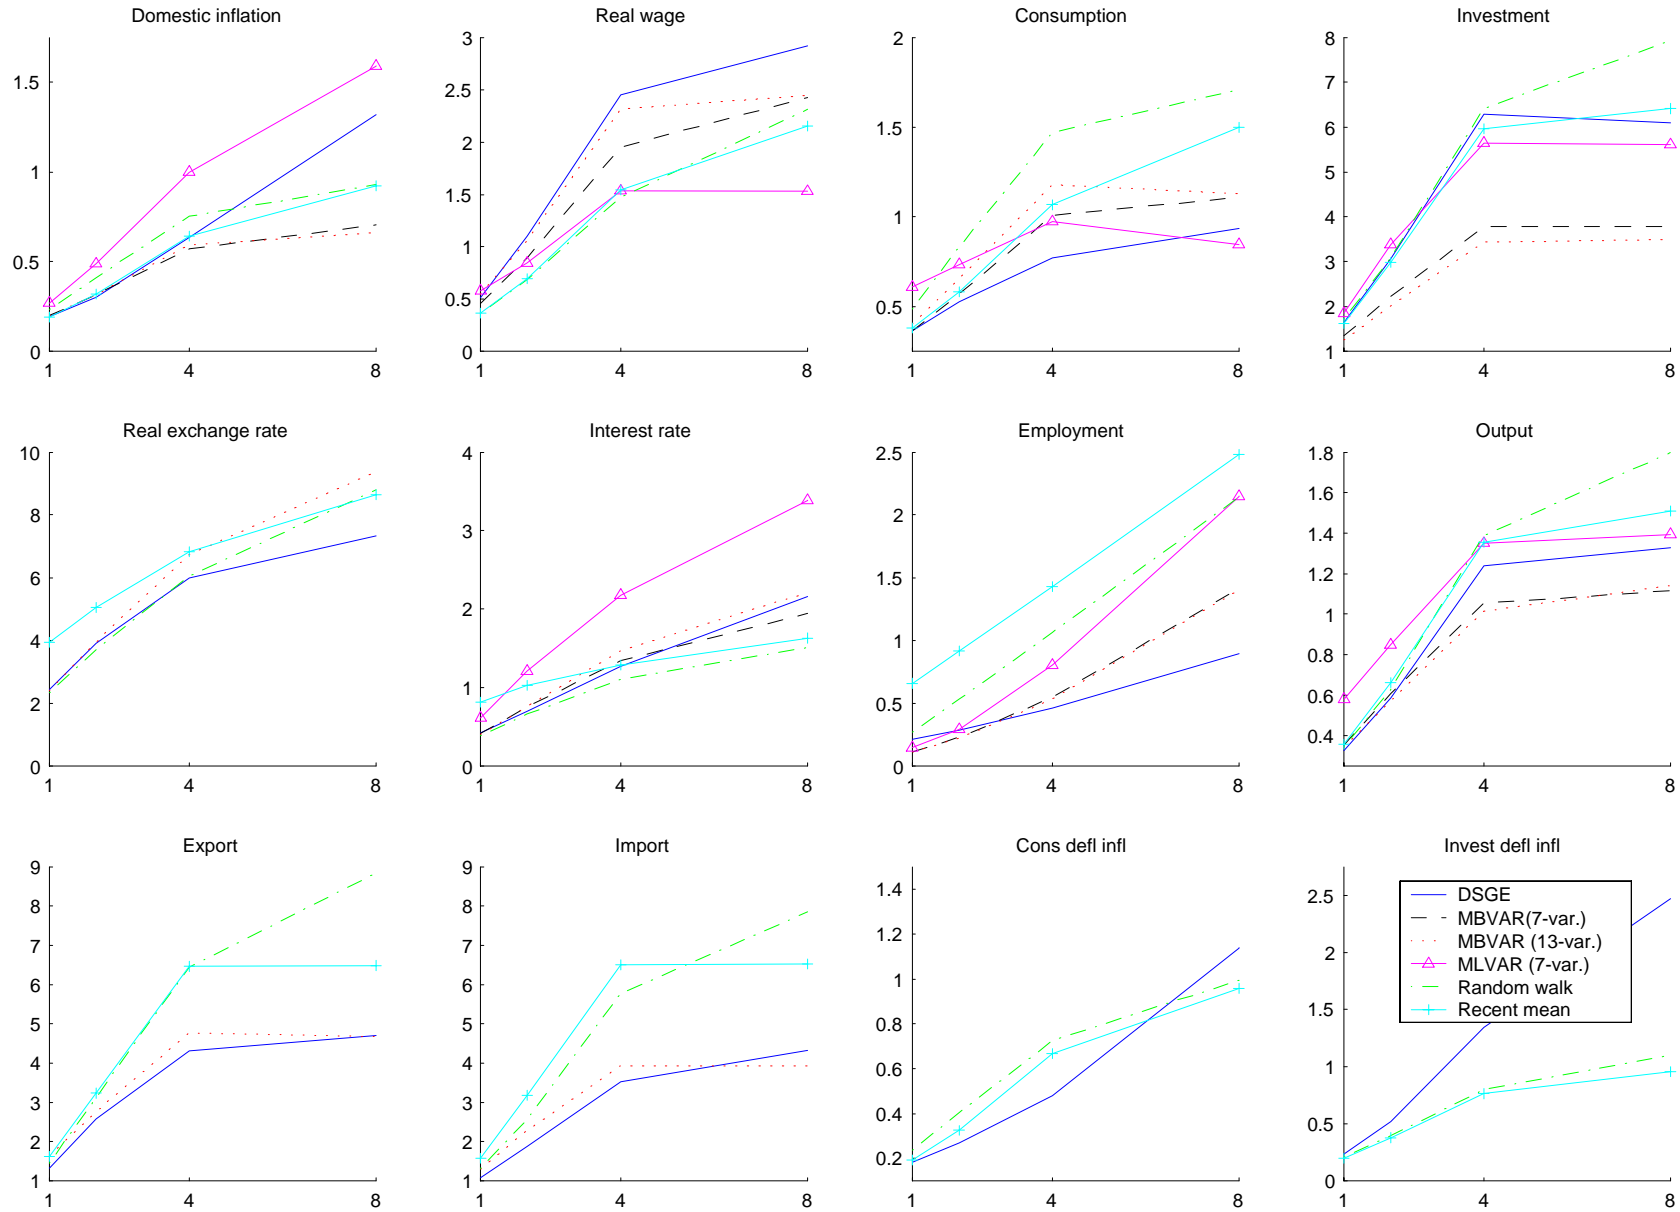 Domestic inflation
1.5
1
0.5
0
1 4 8
Real wage
3
2.5
2
1.5
1
0.5
0
1 4 8
Consumption
2
1.5
1
0.5
1 4 8
Investment
8
7
6
5
4
3
2
1
1 4 8
Real exchange rate
10
8
6
4
2
0
1 4 8
Interest rate
4
3
2
1
0
1 4 8
Employment
2.5
2
1.5
1
0.5
0
1 4 8
Output
1.8
1.6
1.4
1.2
1
0.8
0.6
0.4
1 4 8
Export
9
8
7
6
5
4
3
2
1
1 4 8
Import
9
8
7
6
5
4
3
2
1
1 4 8
Cons defl infl
1.4
1.2
1
0.8
0.6
0.4
0.2
1 4 8
Invest defl infl
2.5
2
1.5
1
0.5
0
1 4 8
DSGE
MBVAR(7-var.)
MBVAR (13-var.)
MLVAR (7-var.)
Random walk
Recent mean